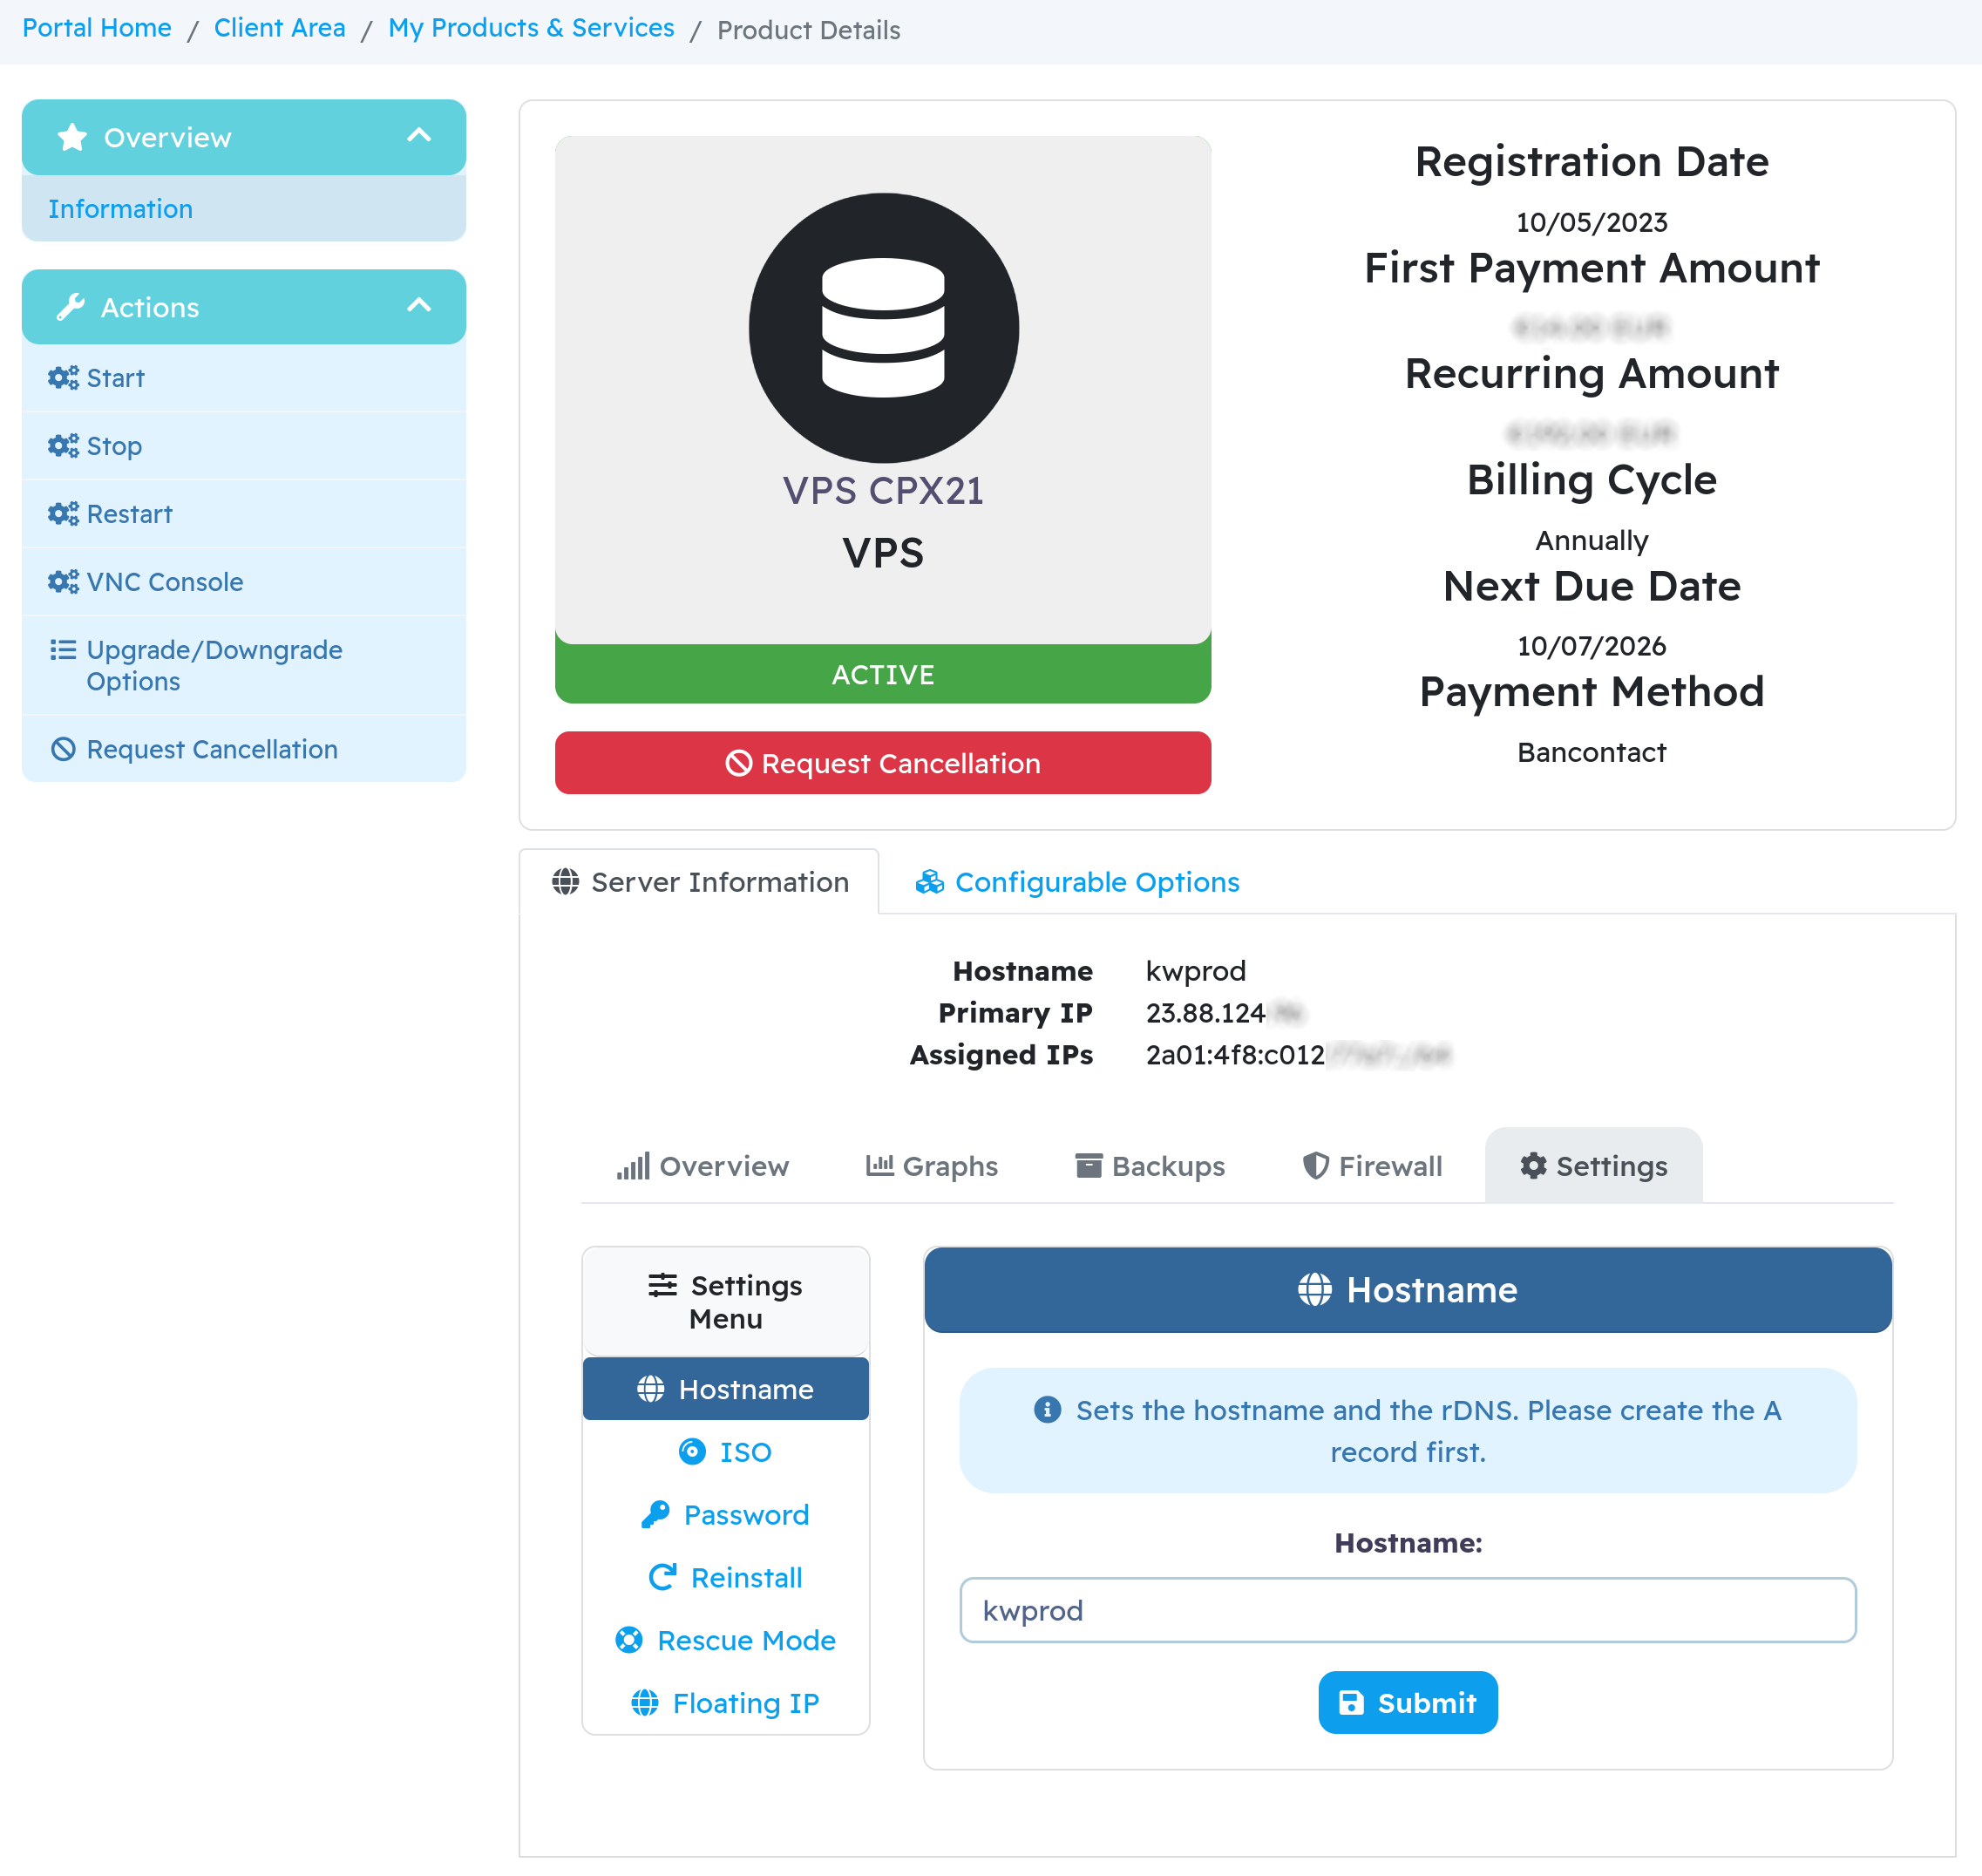 Portal Home / Client Area / My Products & Services / Product Details
Overview
Information
Actions
Start
Stop
Restart
VNC Console
Upgrade/Downgrade
Options
Request Cancellation
VPS CPX21
VPS
ACTIVE
Request Cancellation
Registration Date
10/05/2023
First Payment Amount
Recurring Amount
Billing Cycle
Annually
Next Due Date
10/07/2026
Payment Method
Bancontact
Server Information
Configurable Options
Hostname kwprod
Primary IP 23.88.124
Assigned IPs 2a01:4f8:c012
Overview Graphs Backups Firewall Settings
Settings
Menu
Hostname
ISO
Password
Reinstall
Rescue Mode
Floating IP
Hostname
Sets the hostname and the rDNS. Please create the A
record first.
Hostname:
kwprod
Submit